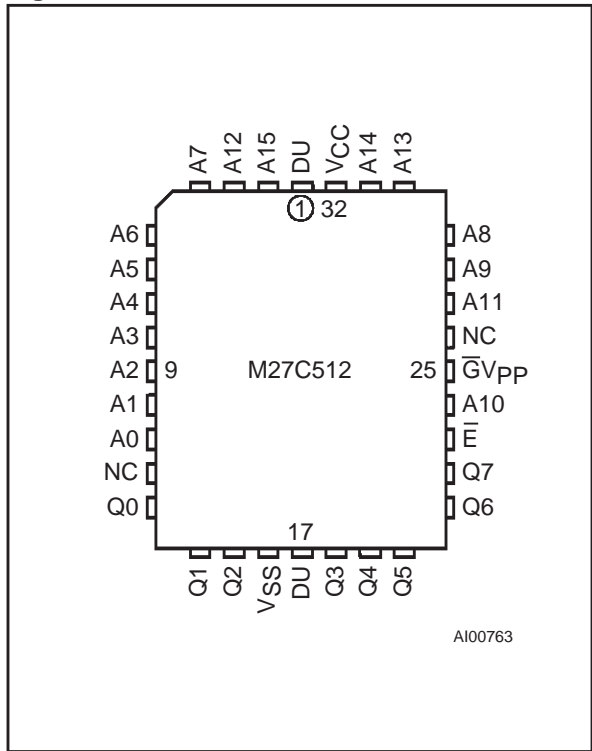 A7 A12 A15 DU VCC A14 A13
1 32
A6 A8
A5 A9
A4 A11
A3 NC
A2 9 M27C512 25 G̅VPP
A1 A10
A0 E̅
NC Q7
Q0 Q6
17
Q1 Q2 VSS DU Q3 Q4 Q5
AI00763